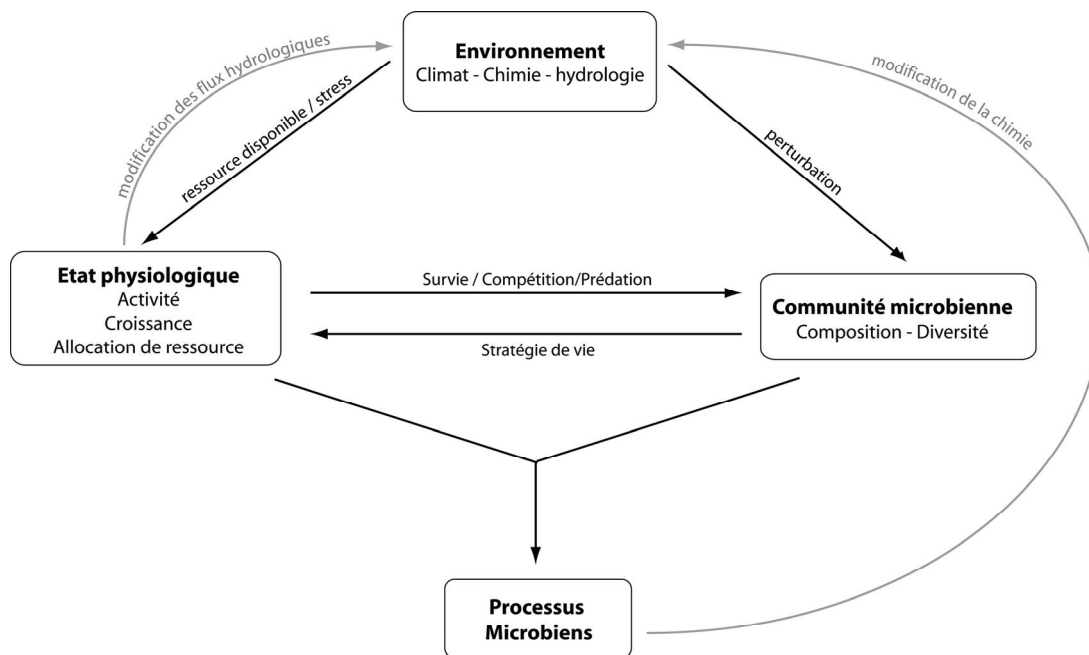 Environnement
Climat - Chimie - hydrologie
modification des flux hydrologiques
ressource disponible / stress
perturbation
modification de la chimie
Etat physiologique
Activité
Croissance
Allocation de ressource
Survie / Compétition/Prédation
Stratégie de vie
Communité microbienne
Composition - Diversité
Processus
Microbiens